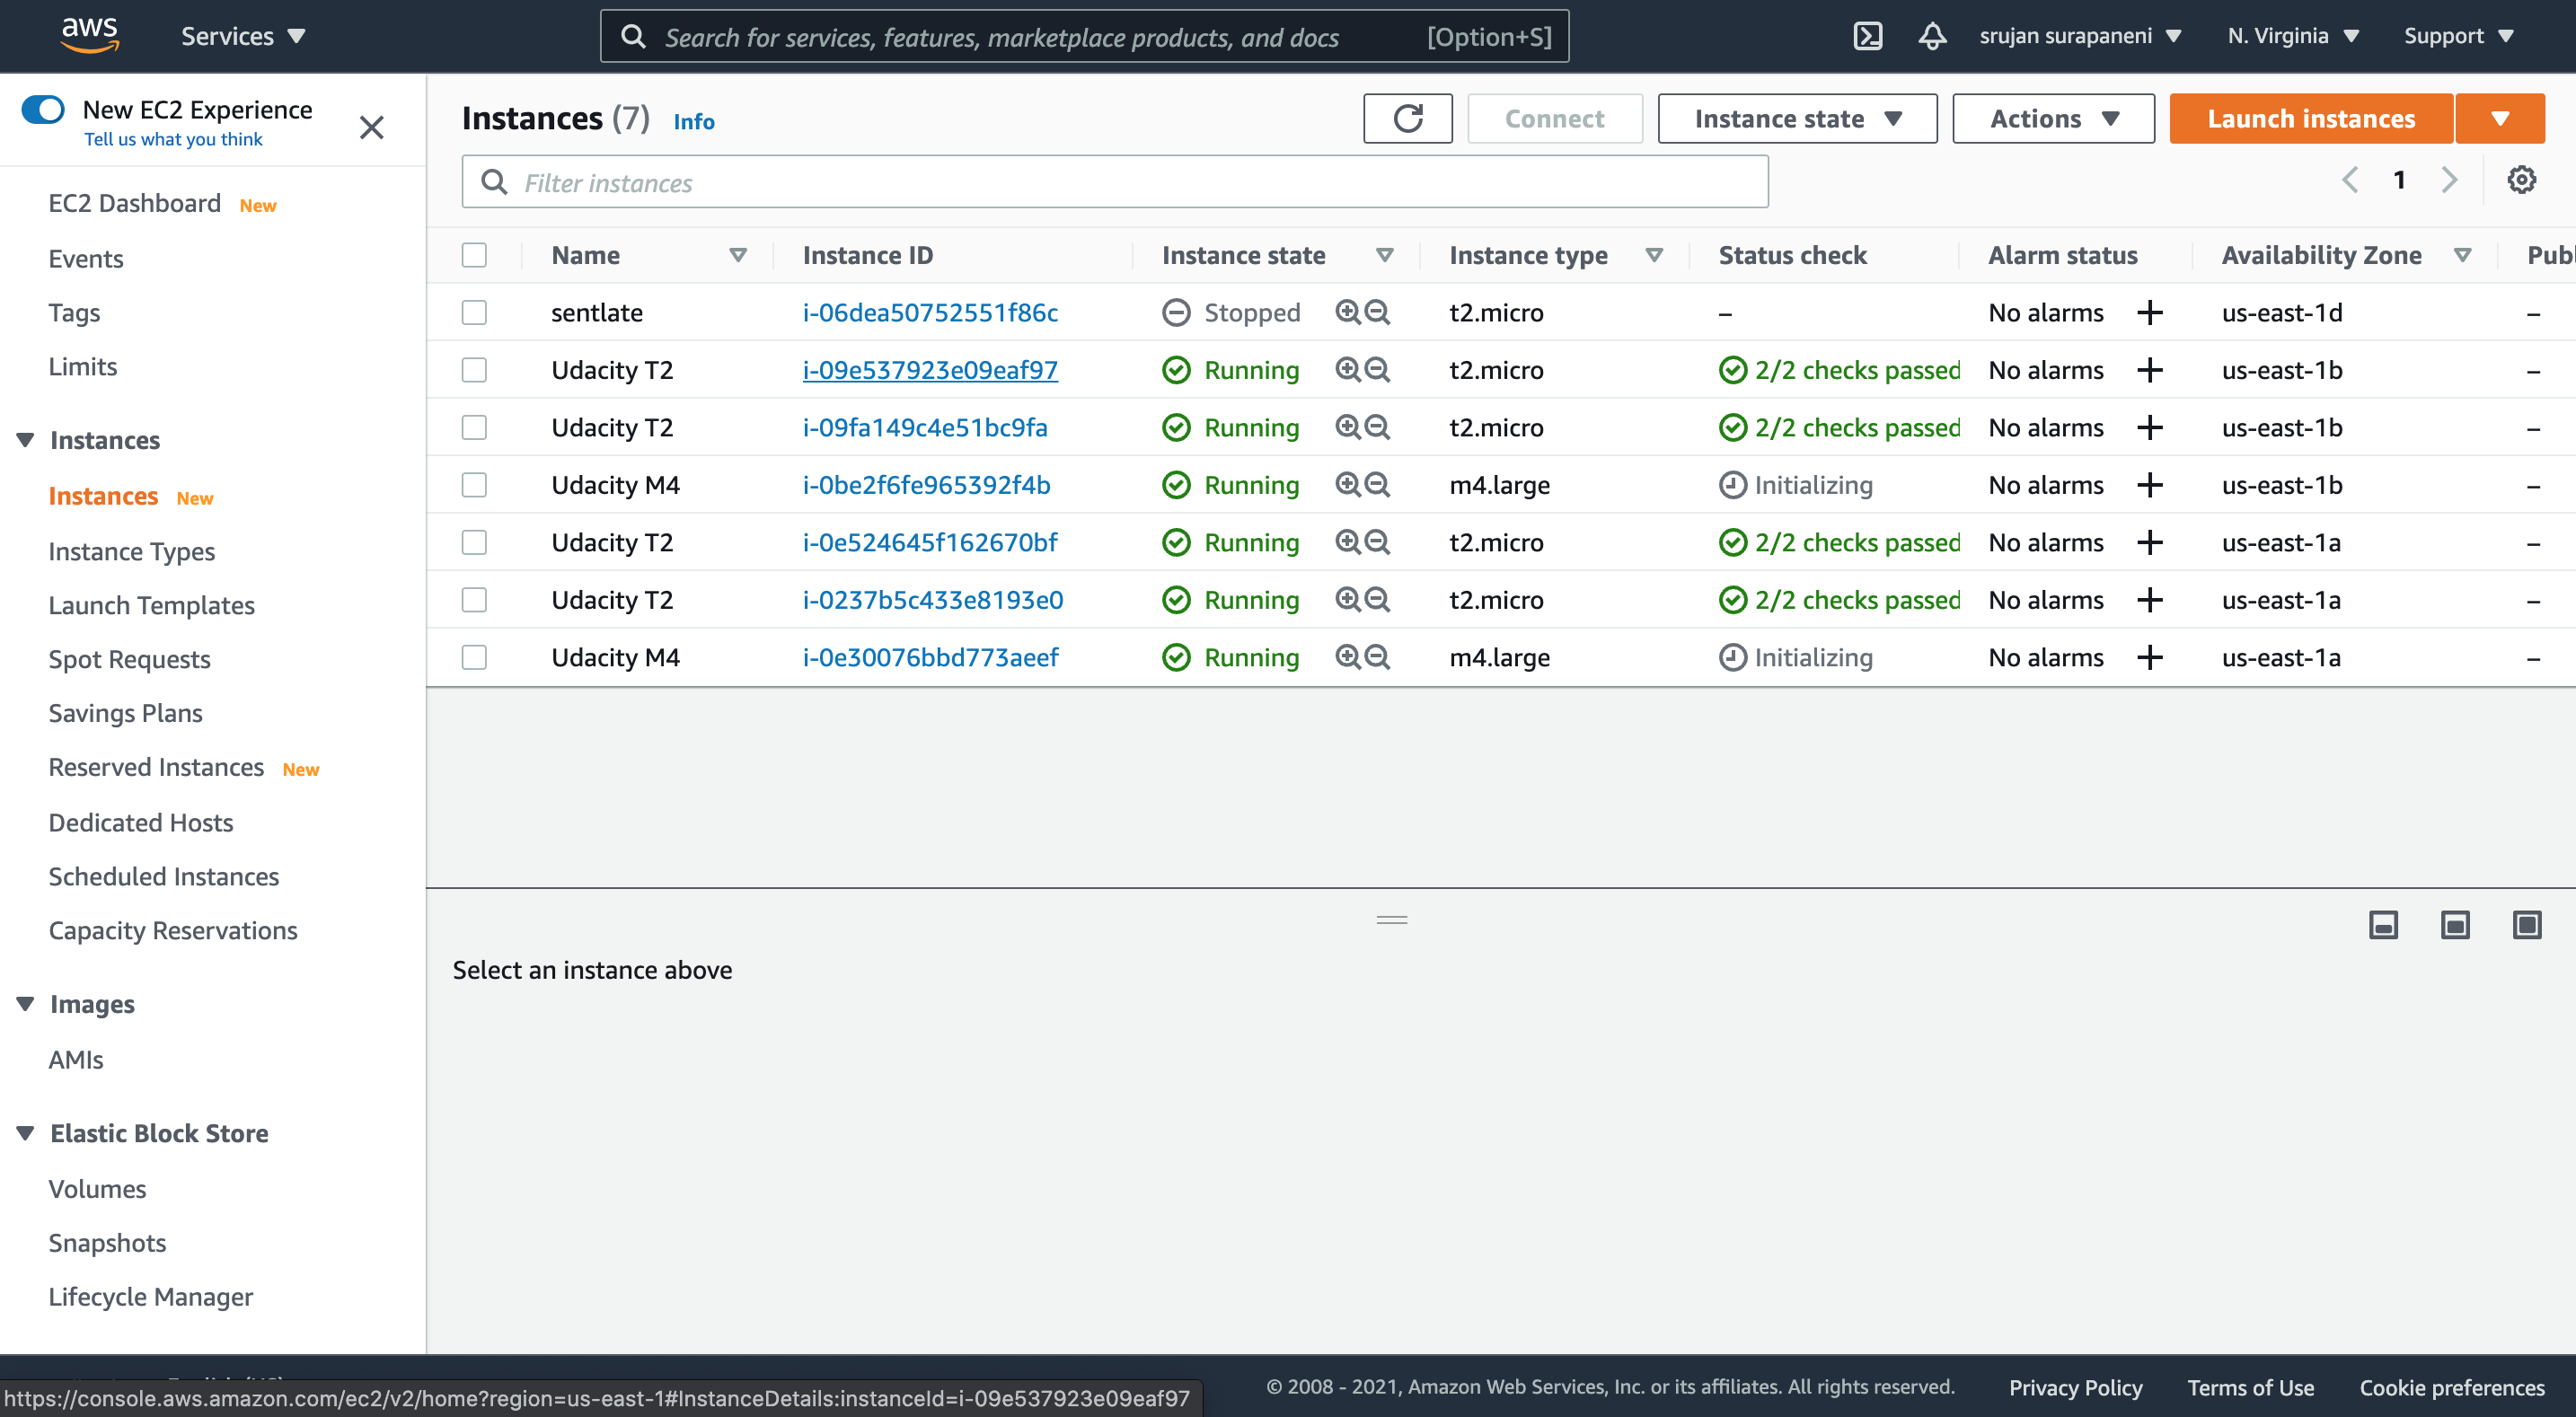 aws
Services
Search for services, features, marketplace products, and docs [Option+S]
srujan surapaneni
N. Virginia
Support
New EC2 Experience
Tell us what you think
EC2 Dashboard New
Events
Tags
Limits
Instances
Instances New
Instance Types
Launch Templates
Spot Requests
Savings Plans
Reserved Instances New
Dedicated Hosts
Scheduled Instances
Capacity Reservations
Images
AMIs
Elastic Block Store
Volumes
Snapshots
Lifecycle Manager
Instances (7) Info
Connect
Instance state
Actions
Launch instances
Filter instances
1
Name Instance ID Instance state Instance type Status check Alarm status Availability Zone Publ
sentlate i-06dea50752551f86c Stopped t2.micro – No alarms + us-east-1d –
Udacity T2 i-09e537923e09eaf97 Running t2.micro 2/2 checks passed No alarms + us-east-1b –
Udacity T2 i-09fa149c4e51bc9fa Running t2.micro 2/2 checks passed No alarms + us-east-1b –
Udacity M4 i-0be2f6fe965392f4b Running m4.large Initializing No alarms + us-east-1b –
Udacity T2 i-0e524645f162670bf Running t2.micro 2/2 checks passed No alarms + us-east-1a –
Udacity T2 i-0237b5c433e8193e0 Running t2.micro 2/2 checks passed No alarms + us-east-1a –
Udacity M4 i-0e30076bbd773aeef Running m4.large Initializing No alarms + us-east-1a –
Select an instance above
https://console.aws.amazon.com/ec2/v2/home?region=us-east-1#InstanceDetails:instanceId=i-09e537923e09eaf97
© 2008 - 2021, Amazon Web Services, Inc. or its affiliates. All rights reserved.
Privacy Policy
Terms of Use
Cookie preferences